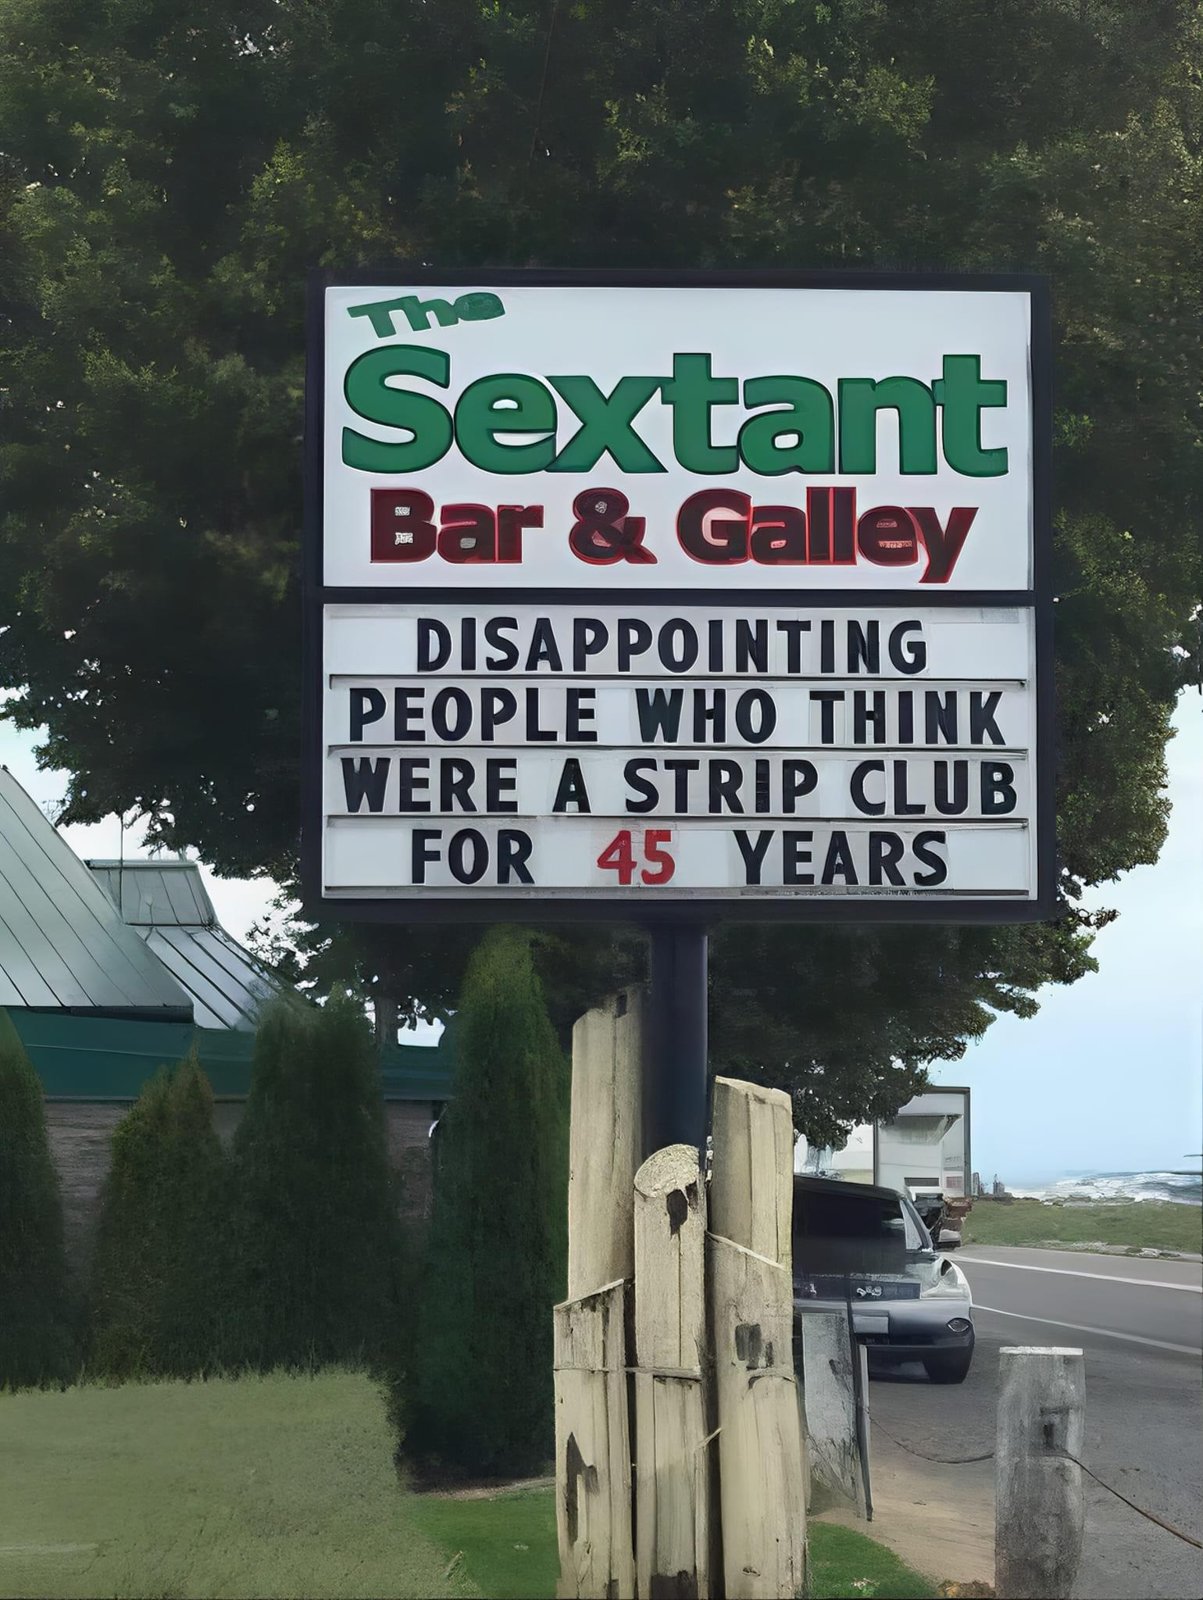 The
Sextant
Bar & Galley
DISAPPOINTING
PEOPLE WHO THINK
WERE A STRIP CLUB
FOR 45 YEARS